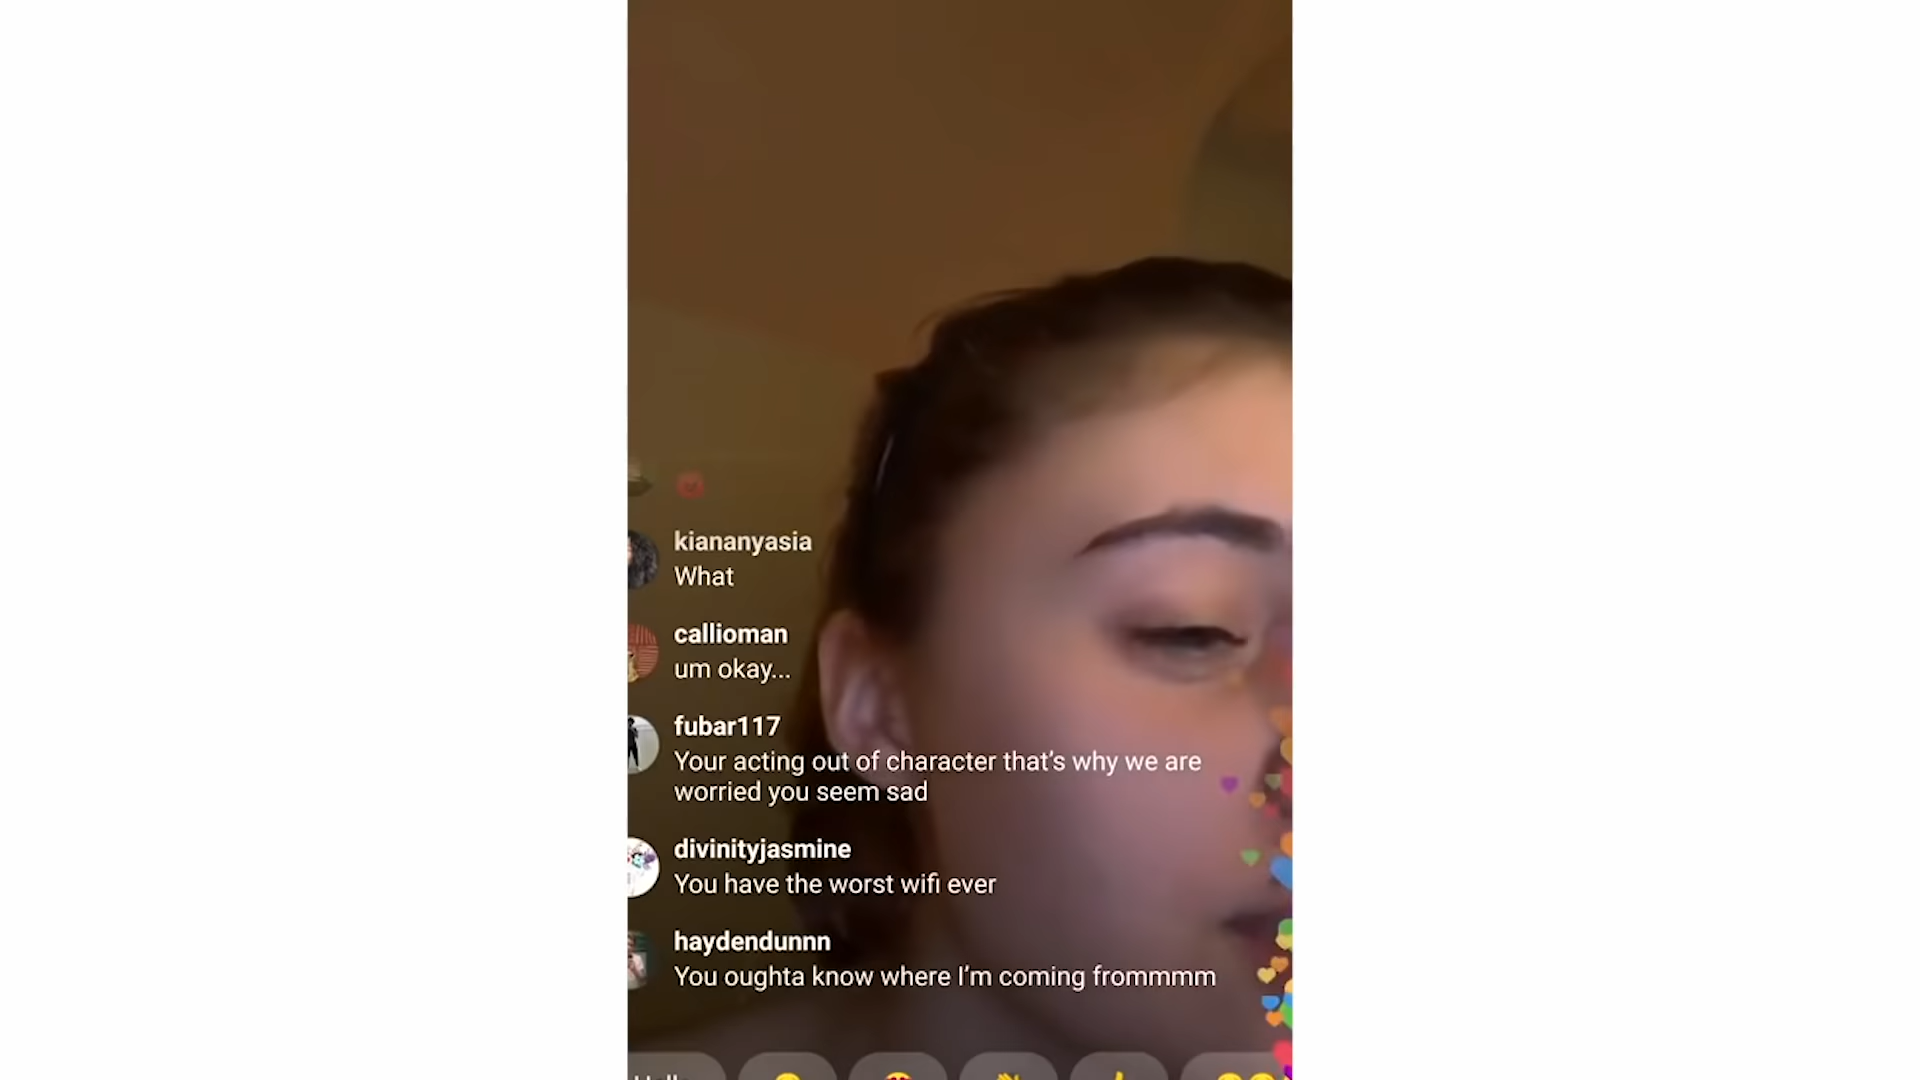 kiananyasia
What
callioman
um okay...
fubar117
Your acting out of character that's why we are
worried you seem sad
divinityjasmine
You have the worst wifi ever
haydendunnn
You oughta know where I'm coming frommmm